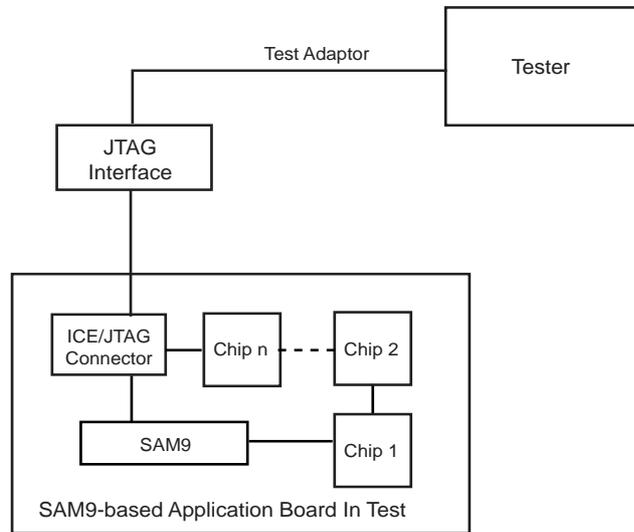 Test Adaptor
Tester
JTAG
Interface
ICE/JTAG
Connector
Chip n
Chip 2
SAM9
Chip 1
SAM9-based Application Board In Test